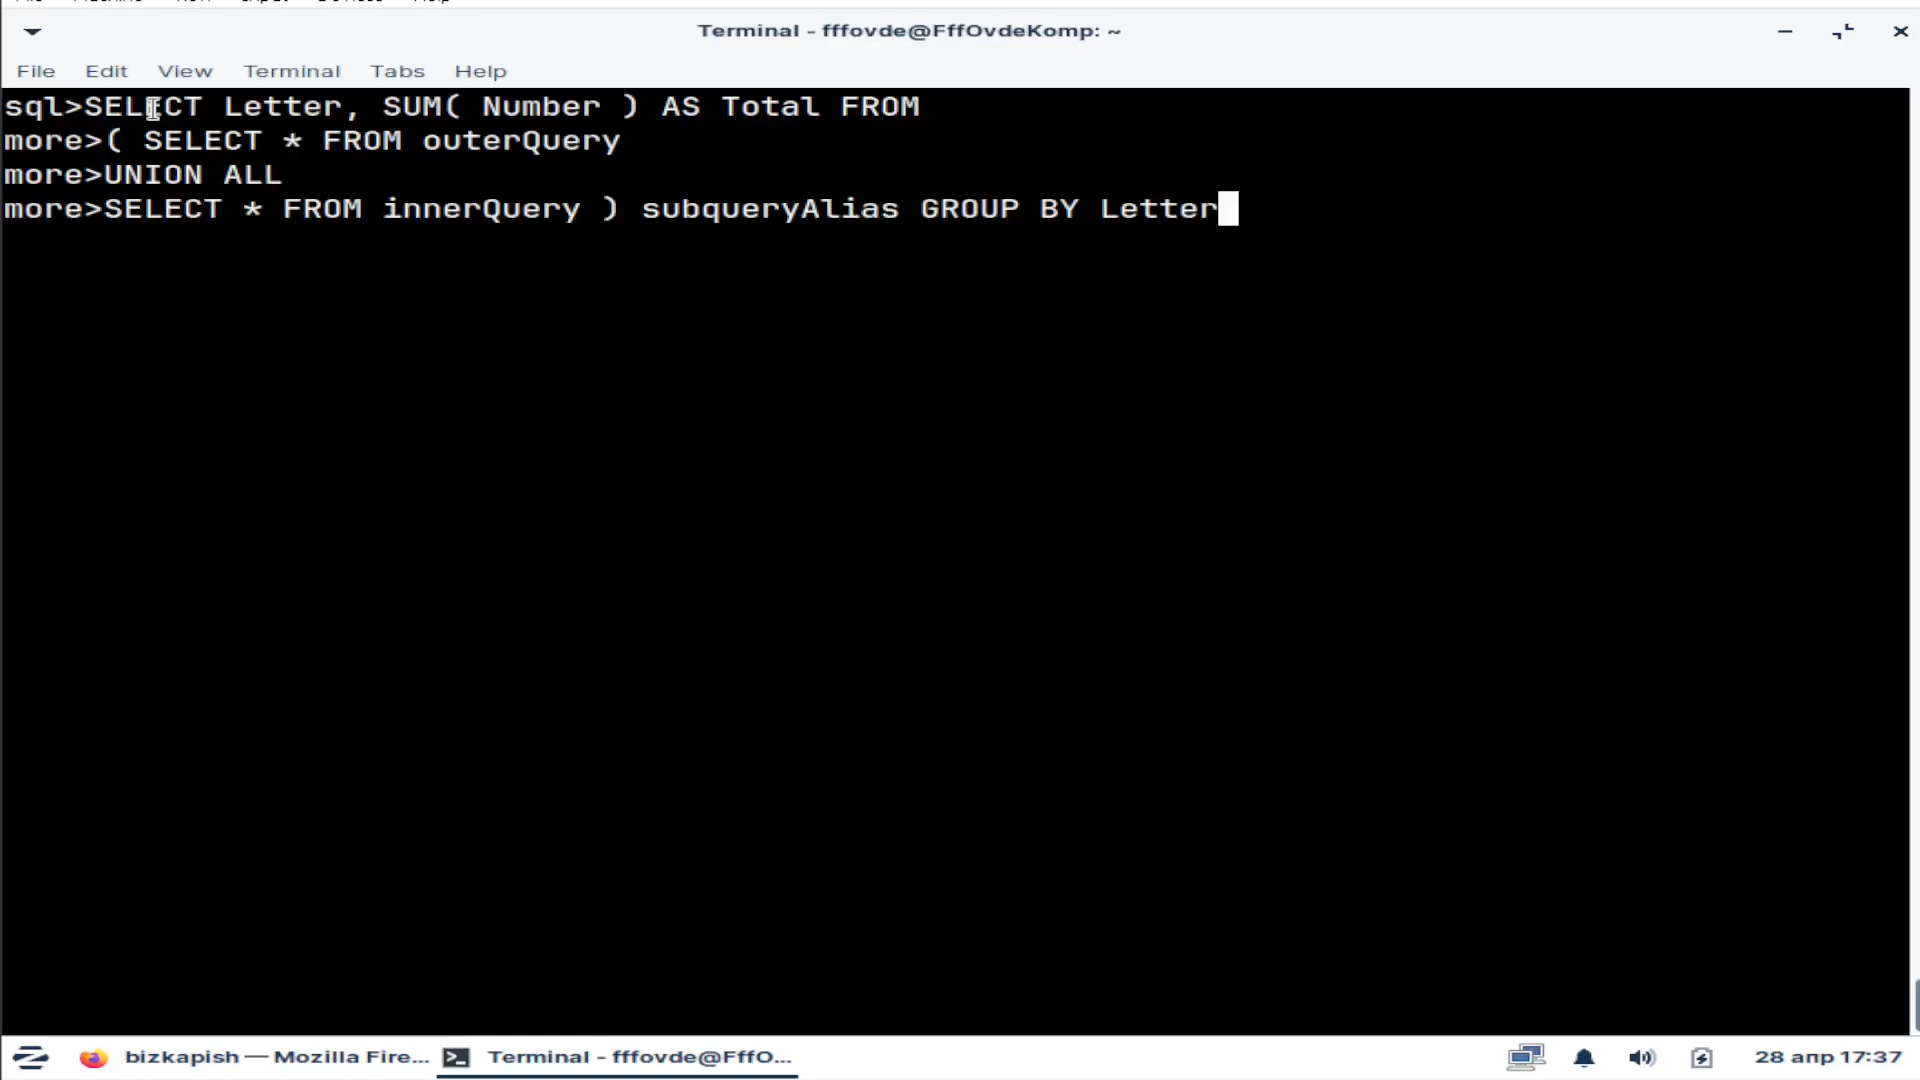 Terminal - fffovde@FffOvdeKomp: ~
File Edit View Terminal Tabs Help
sql>SELECT Letter, SUM( Number ) AS Total FROM
more>( SELECT * FROM outerQuery
more>UNION ALL
more>SELECT * FROM innerQuery ) subqueryAlias GROUP BY Letter
bizkapish — Mozilla Fire... Terminal - fffovde@FffO... 28 апр 17:37